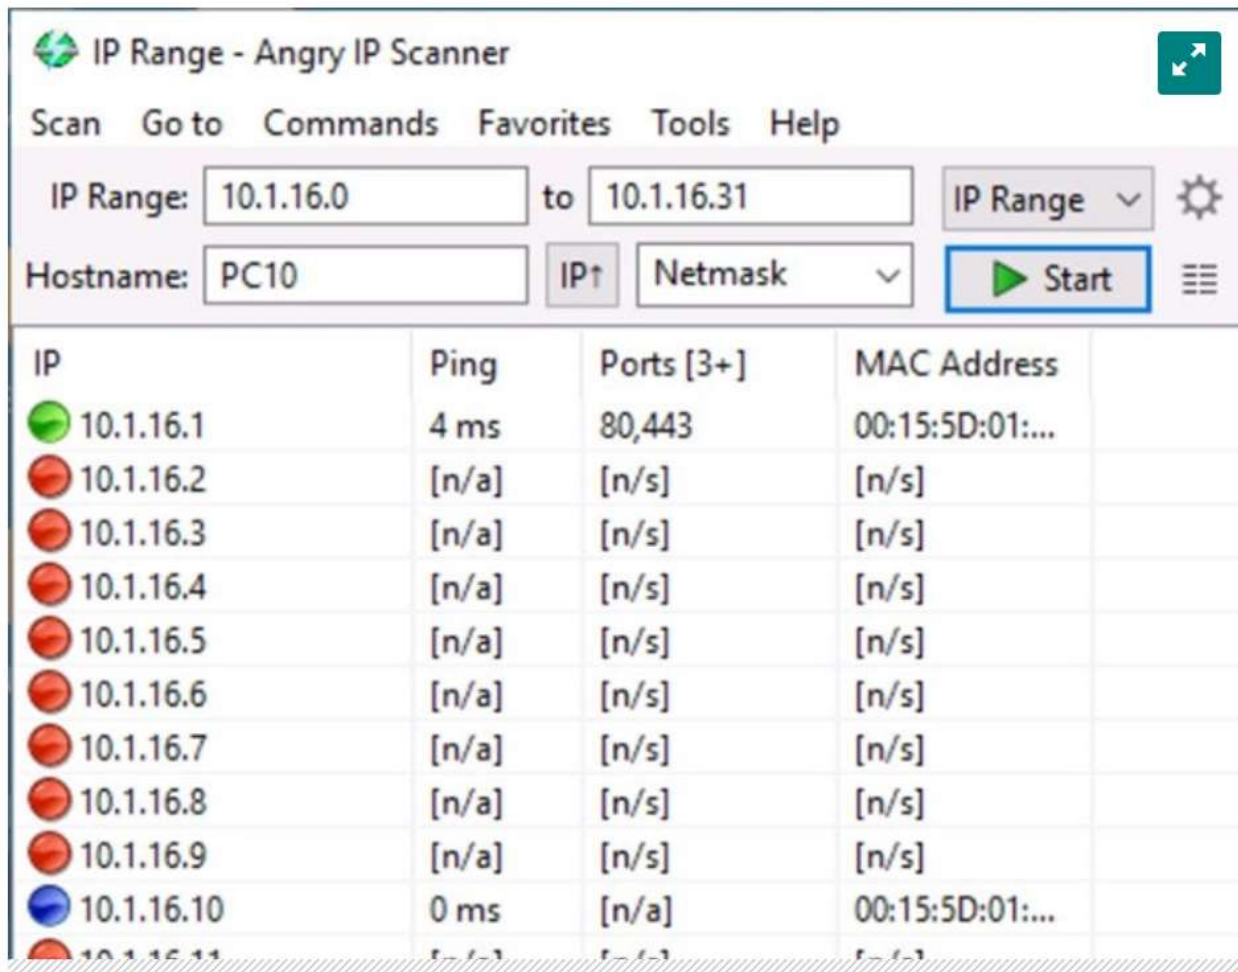 IP Range - Angry IP Scanner
Scan Go to Commands Favorites Tools Help
IP Range: 10.1.16.0 to 10.1.16.31 IP Range
Hostname: PC10 IP↑ Netmask Start
IP Ping Ports [3+] MAC Address
10.1.16.1 4 ms 80,443 00:15:5D:01:...
10.1.16.2 [n/a] [n/s] [n/s]
10.1.16.3 [n/a] [n/s] [n/s]
10.1.16.4 [n/a] [n/s] [n/s]
10.1.16.5 [n/a] [n/s] [n/s]
10.1.16.6 [n/a] [n/s] [n/s]
10.1.16.7 [n/a] [n/s] [n/s]
10.1.16.8 [n/a] [n/s] [n/s]
10.1.16.9 [n/a] [n/s] [n/s]
10.1.16.10 0 ms [n/a] 00:15:5D:01:...